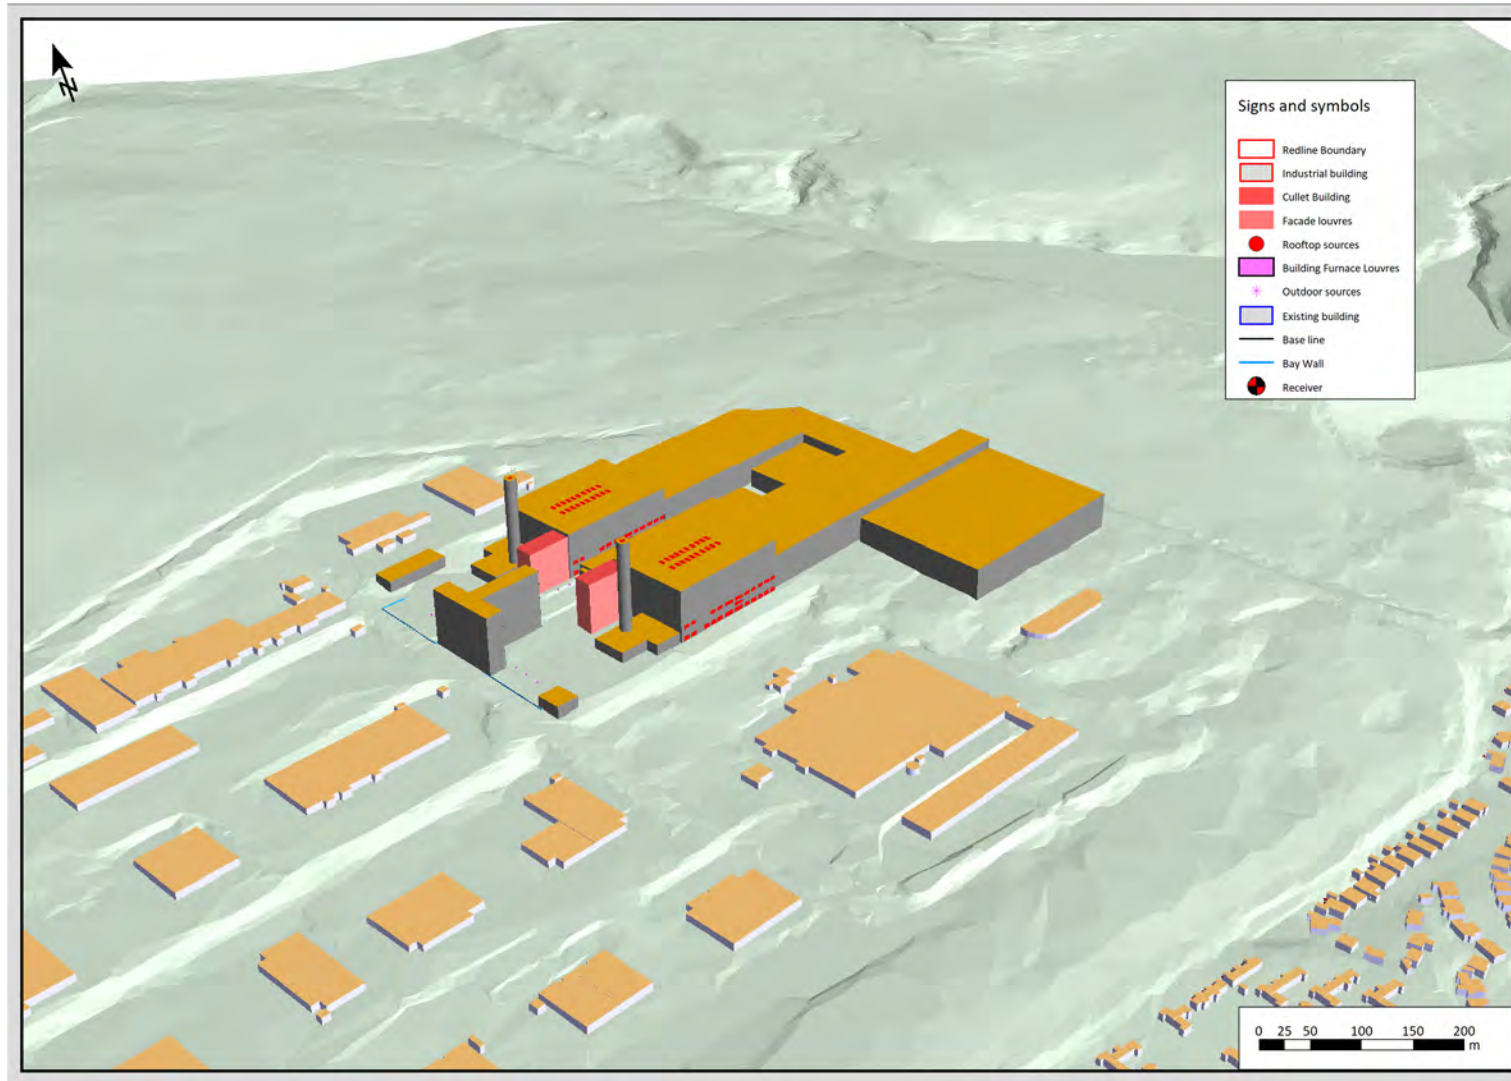 N
Signs and symbols
Redline Boundary
Industrial building
Cullet Building
Facade louvres
Rooftop sources
Building Furnace Louvres
Outdoor sources
Existing building
Base line
Bay Wall
Receiver
0 25 50 100 150 200
m